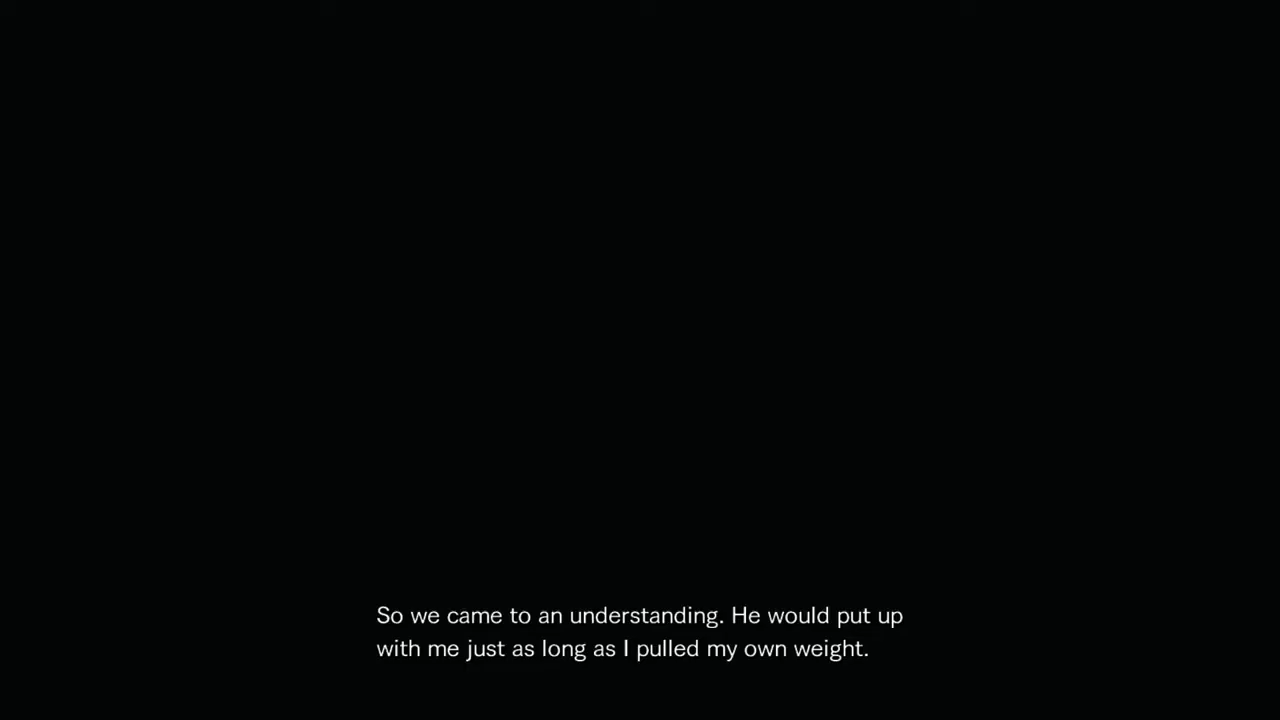 So we came to an understanding. He would put up
with me just as long as I pulled my own weight.